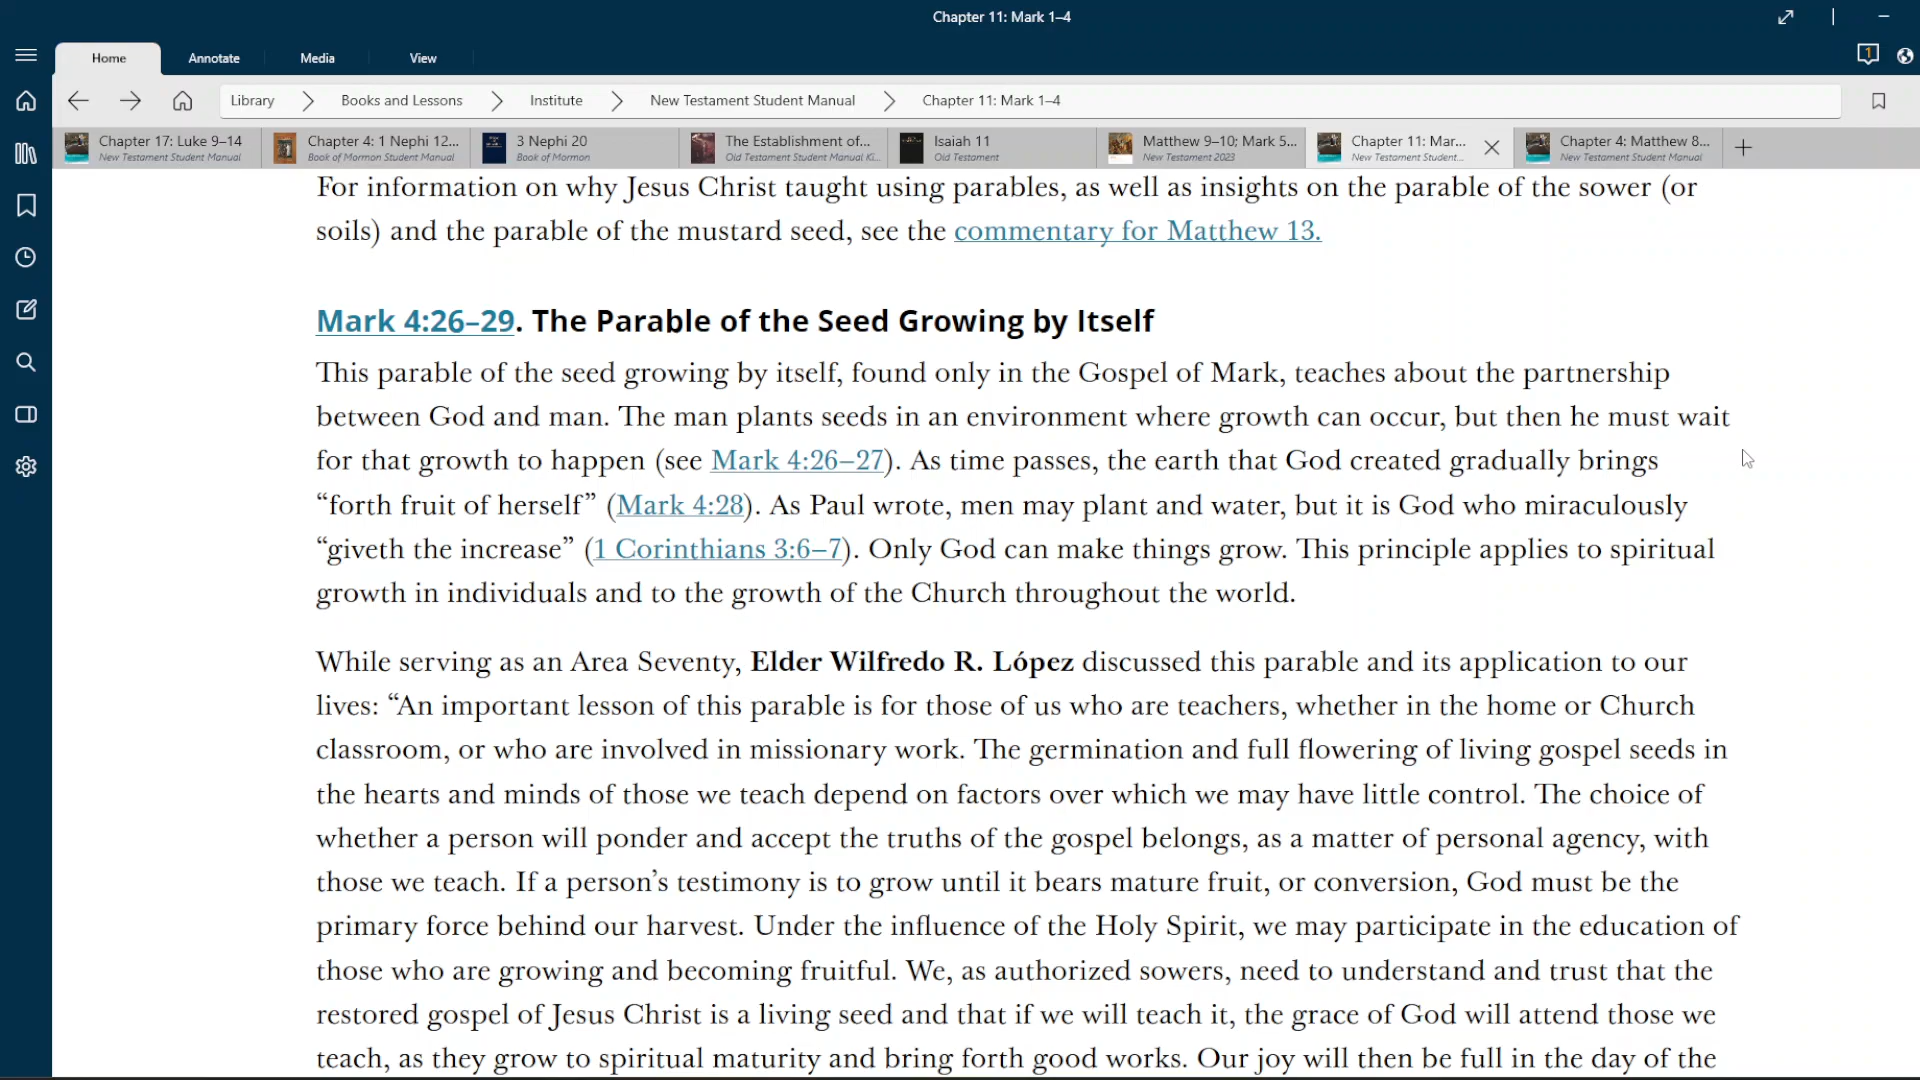 Chapter 11: Mark 1–4
Home Annotate Media View
1
Library Books and Lessons Institute New Testament Student Manual Chapter 11: Mark 1–4
Chapter 17: Luke 9–14
New Testament Student Manual
Chapter 4: 1 Nephi 12...
Book of Mormon Student Manual
3 Nephi 20
Book of Mormon
The Establishment of...
Old Testament Student Manual Ki...
Isaiah 11
Old Testament
Matthew 9–10; Mark 5...
New Testament 2023
Chapter 11: Mar...
New Testament Student...
Chapter 4: Matthew 8...
New Testament Student Manual
For information on why Jesus Christ taught using parables, as well as insights on the parable of the sower (or
soils) and the parable of the mustard seed, see the commentary for Matthew 13.
Mark 4:26–29. The Parable of the Seed Growing by Itself
This parable of the seed growing by itself, found only in the Gospel of Mark, teaches about the partnership
between God and man. The man plants seeds in an environment where growth can occur, but then he must wait
for that growth to happen (see Mark 4:26–27). As time passes, the earth that God created gradually brings
“forth fruit of herself” (Mark 4:28). As Paul wrote, men may plant and water, but it is God who miraculously
“giveth the increase” (1 Corinthians 3:6–7). Only God can make things grow. This principle applies to spiritual
growth in individuals and to the growth of the Church throughout the world.
While serving as an Area Seventy, Elder Wilfredo R. López discussed this parable and its application to our
lives: “An important lesson of this parable is for those of us who are teachers, whether in the home or Church
classroom, or who are involved in missionary work. The germination and full flowering of living gospel seeds in
the hearts and minds of those we teach depend on factors over which we may have little control. The choice of
whether a person will ponder and accept the truths of the gospel belongs, as a matter of personal agency, with
those we teach. If a person’s testimony is to grow until it bears mature fruit, or conversion, God must be the
primary force behind our harvest. Under the influence of the Holy Spirit, we may participate in the education of
those who are growing and becoming fruitful. We, as authorized sowers, need to understand and trust that the
restored gospel of Jesus Christ is a living seed and that if we will teach it, the grace of God will attend those we
teach, as they grow to spiritual maturity and bring forth good works. Our joy will then be full in the day of the